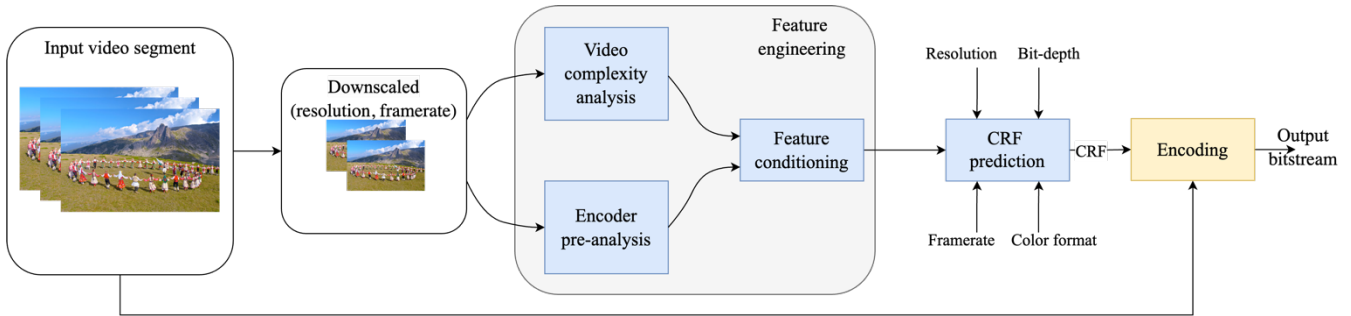 Input video segment
Downscaled
(resolution, framerate)
Feature
engineering
Video
complexity
analysis
Encoder
pre-analysis
Feature
conditioning
Resolution
Bit-depth
CRF
prediction
Framerate
Color format
CRF
Encoding
Output
bitstream